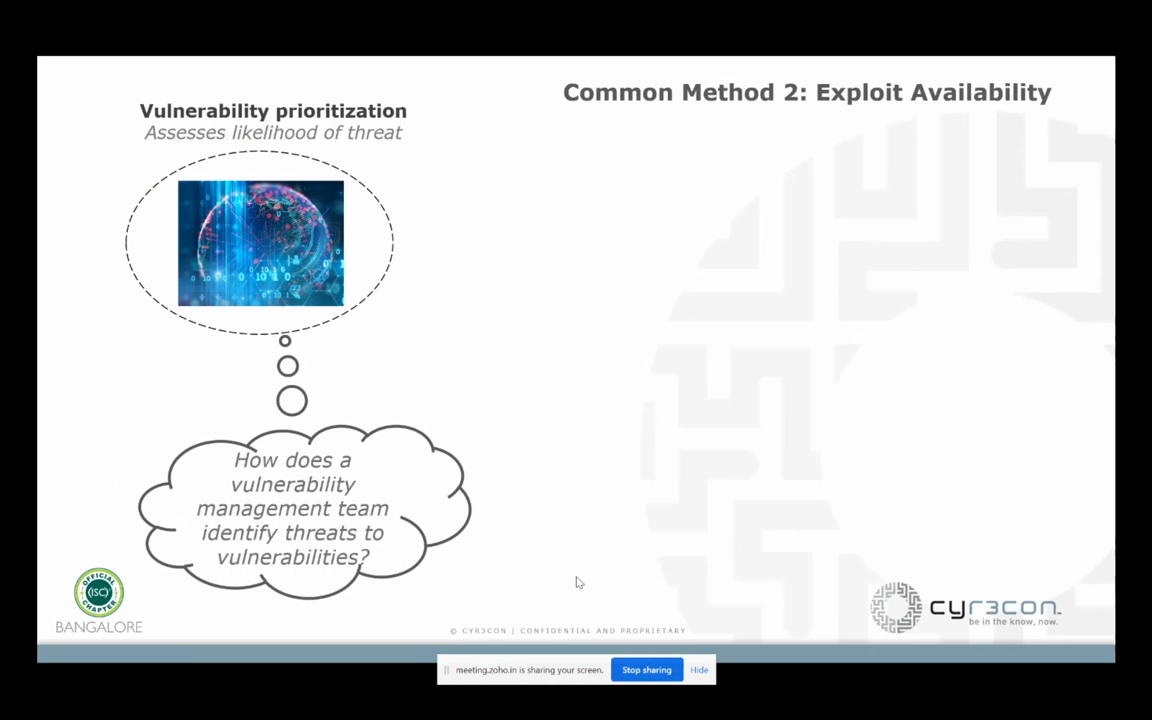 Common Method 2: Exploit Availability
Vulnerability prioritization
Assesses likelihood of threat
How does a
vulnerability
management team
identify threats to
vulnerabilities?
OFFICIAL
(ISC)²
CHAPTER
BANGALORE
© CYR3CON | CONFIDENTIAL AND PROPRIETARY
cyr3con™
be in the know, now.
meeting.zoho.in is sharing your screen.
Stop sharing
Hide